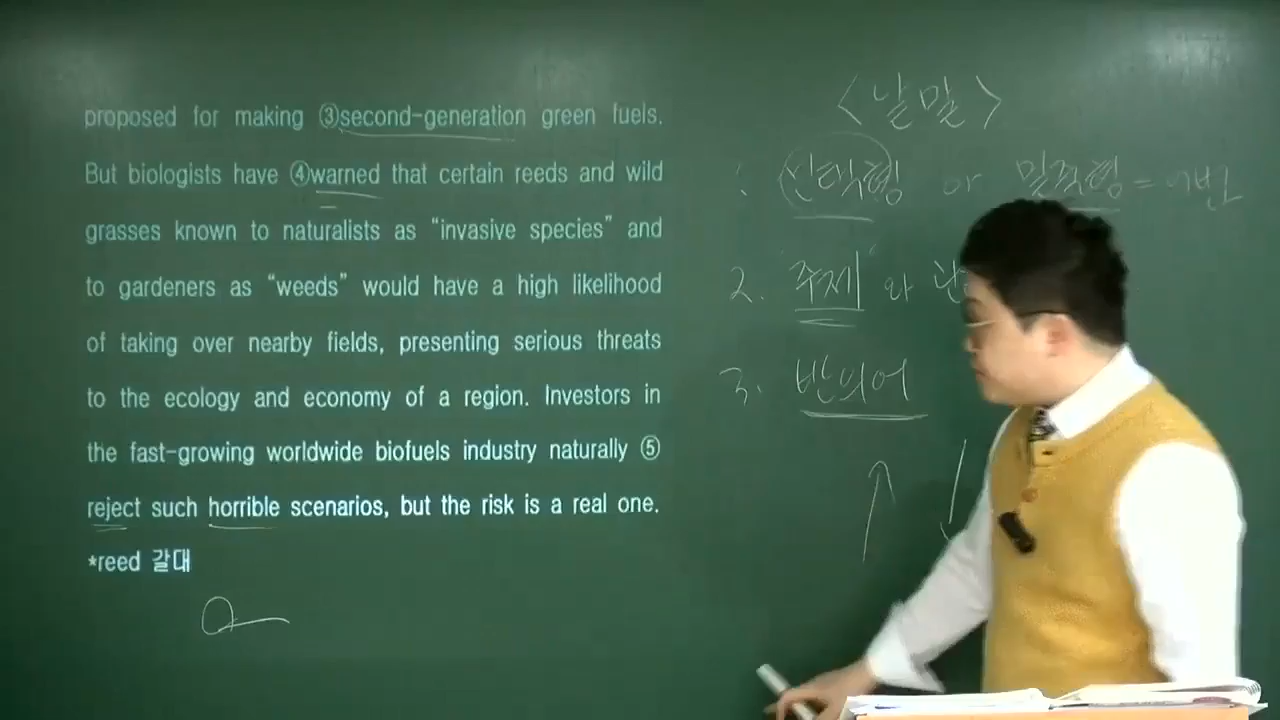 proposed for making ③second-generation green fuels.
But biologists have ④warned that certain reeds and wild
grasses known to naturalists as “invasive species” and
to gardeners as “weeds” would have a high likelihood
of taking over nearby fields, presenting serious threats
to the ecology and economy of a region. Investors in
the fast-growing worldwide biofuels industry naturally ⑤
reject such horrible scenarios, but the risk is a real one.
*reed 갈대
<낱말>
1. 선택형 or 밑줄형 =
2. '주제' 와
3. 반의어